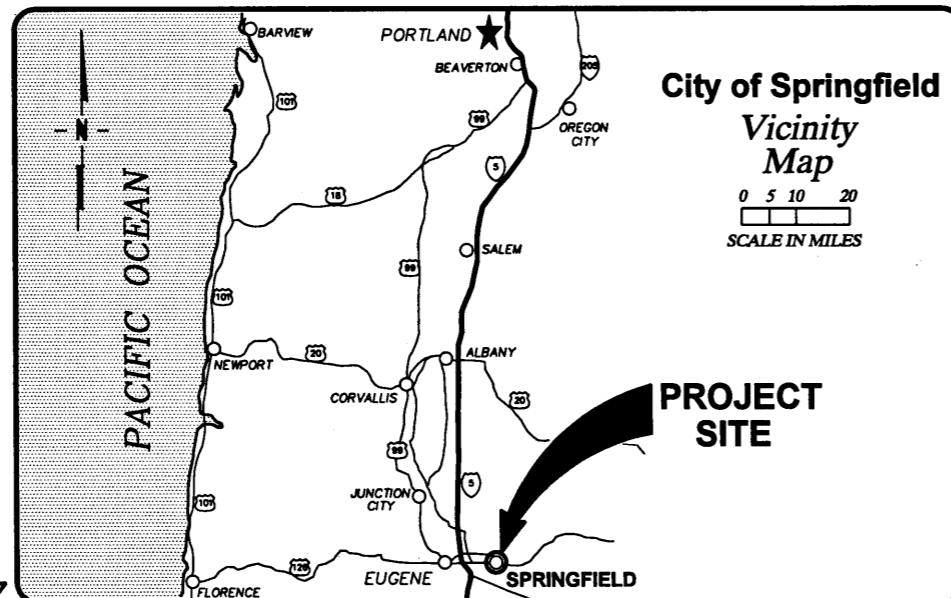 BARVIEW
PORTLAND
BEAVERTON
205
City of Springfield
Vicinity
Map
0 5 10 20
SCALE IN MILES
101
99
OREGON
CITY
N
5
18
PACIFIC OCEAN
SALEM
99
101
NEWPORT
20
ALBANY
CORVALLIS
20
PROJECT
SITE
99
5
JUNCTION
CITY
101
126
EUGENE
SPRINGFIELD
FLORENCE